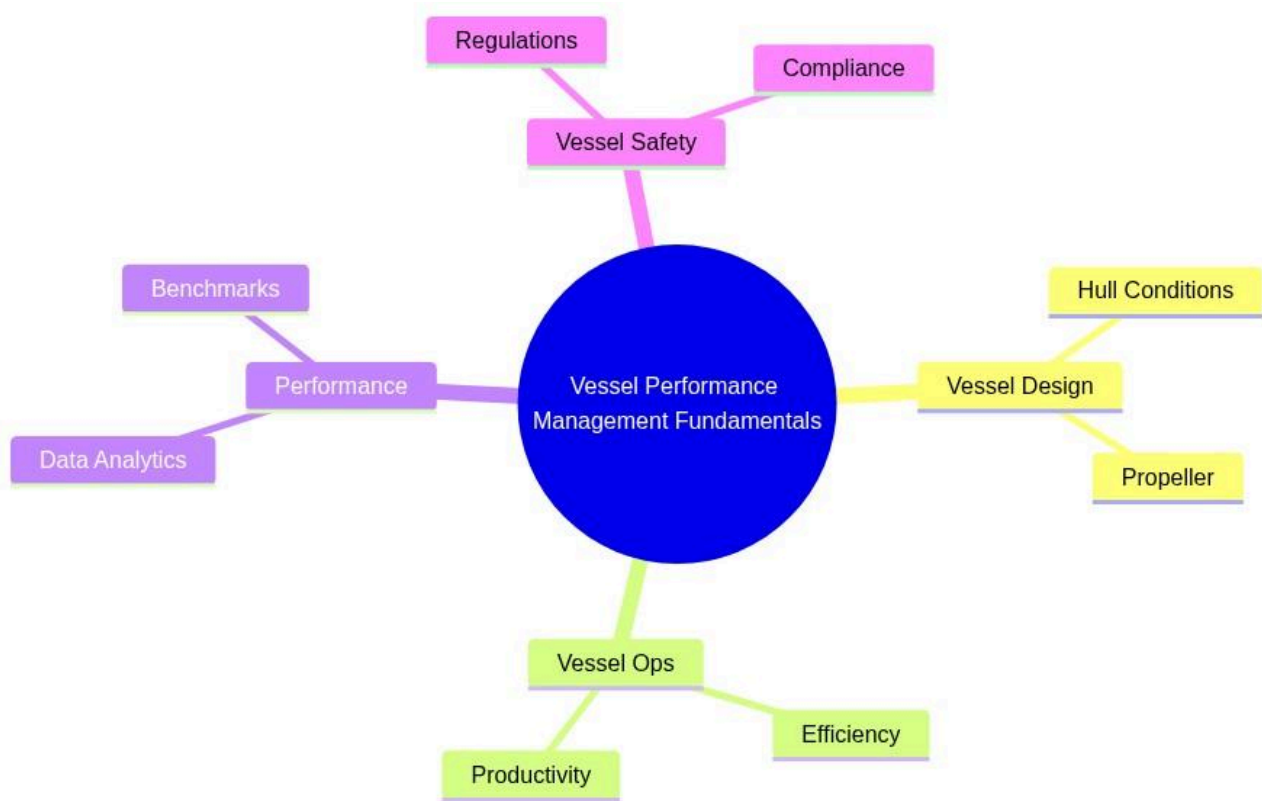 Regulations
Compliance
Vessel Safety
Benchmarks
Performance
Data Analytics
Vessel Performance
Management Fundamentals
Hull Conditions
Vessel Design
Propeller
Vessel Ops
Efficiency
Productivity